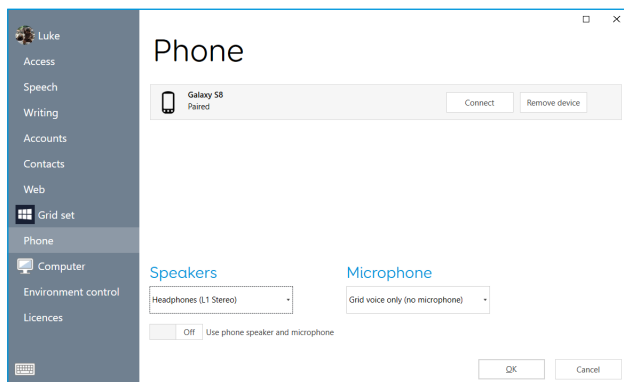 Luke
Access
Speech
Writing
Accounts
Contacts
Web
Grid set
Phone
Computer
Environment control
Licences
Phone
Galaxy S8
Paired
Connect
Remove device
Speakers
Microphone
Headphones (L1 Stereo)
Grid voice only (no microphone)
Off Use phone speaker and microphone
OK
Cancel